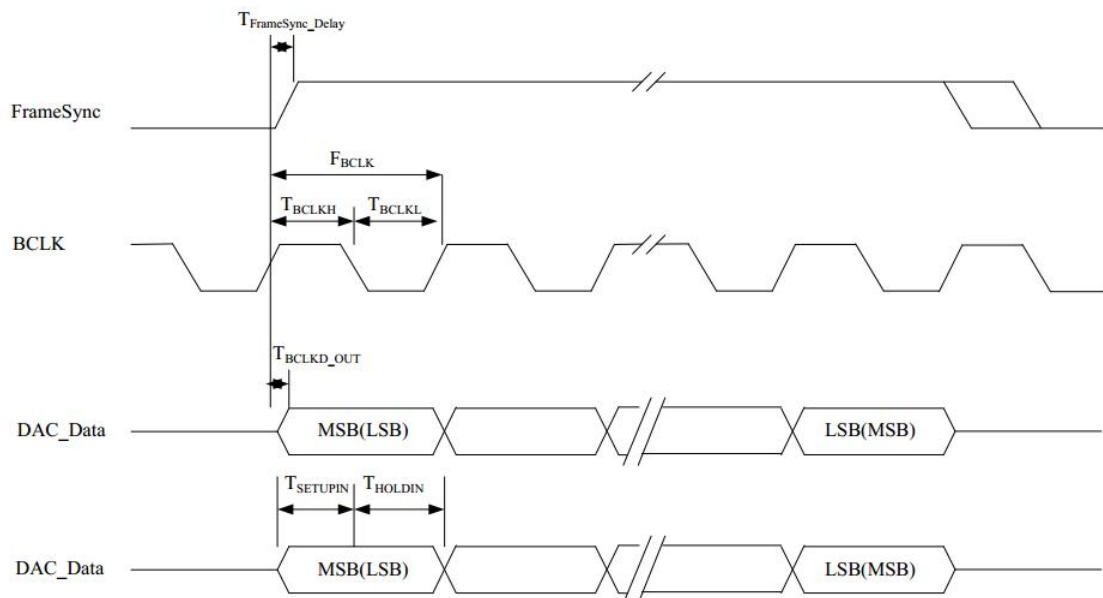 TFrameSync_Delay
FrameSync
FBCLK
TBCLKH TBCLKL
BCLK
TBCLKD_OUT
DAC_Data MSB(LSB) LSB(MSB)
TSETUPIN THOLDIN
DAC_Data MSB(LSB) LSB(MSB)